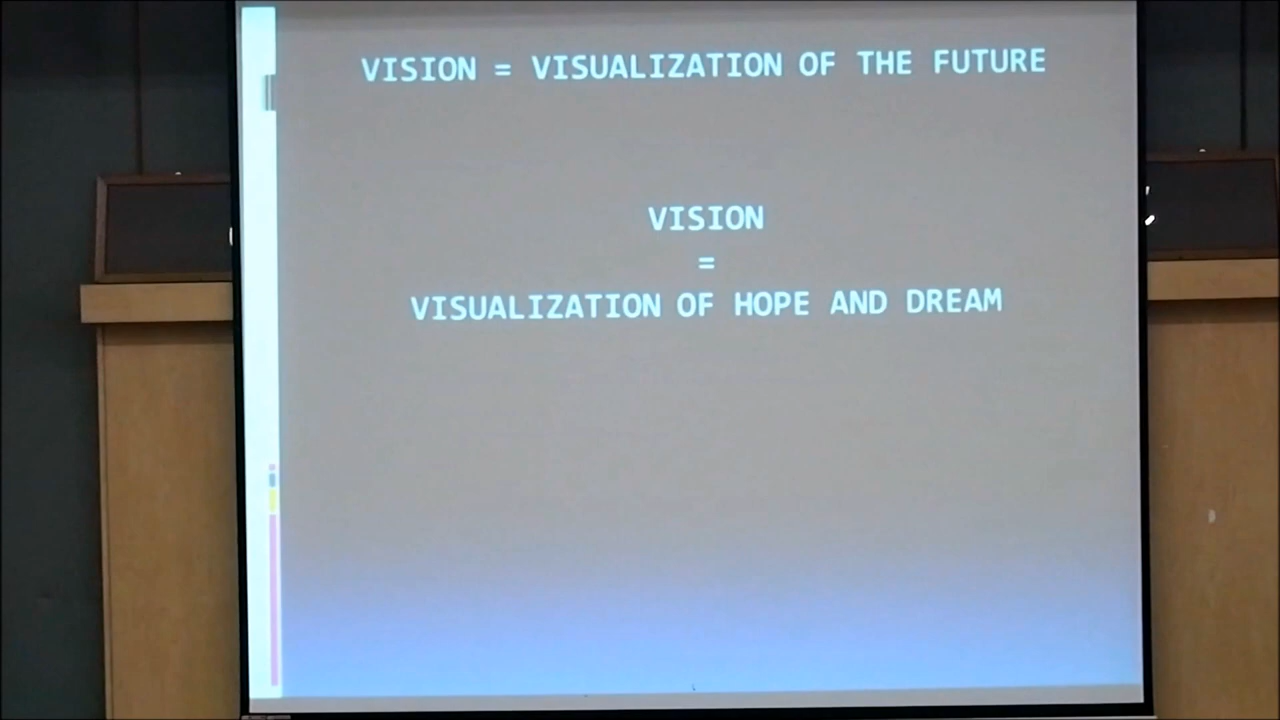 VISION = VISUALIZATION OF THE FUTURE
VISION
=
VISUALIZATION OF HOPE AND DREAM